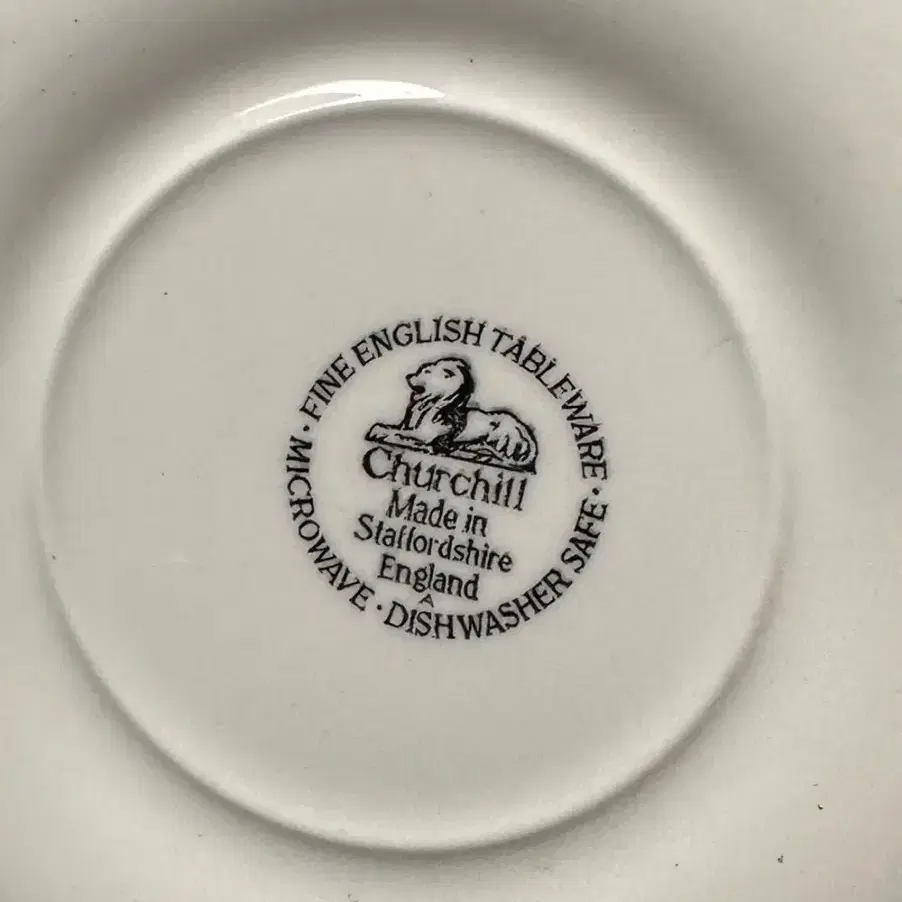 · FINE ENGLISH TABLEWARE ·
Churchill
Made in
Staffordshire
England
A
MICROWAVE · DISHWASHER SAFE